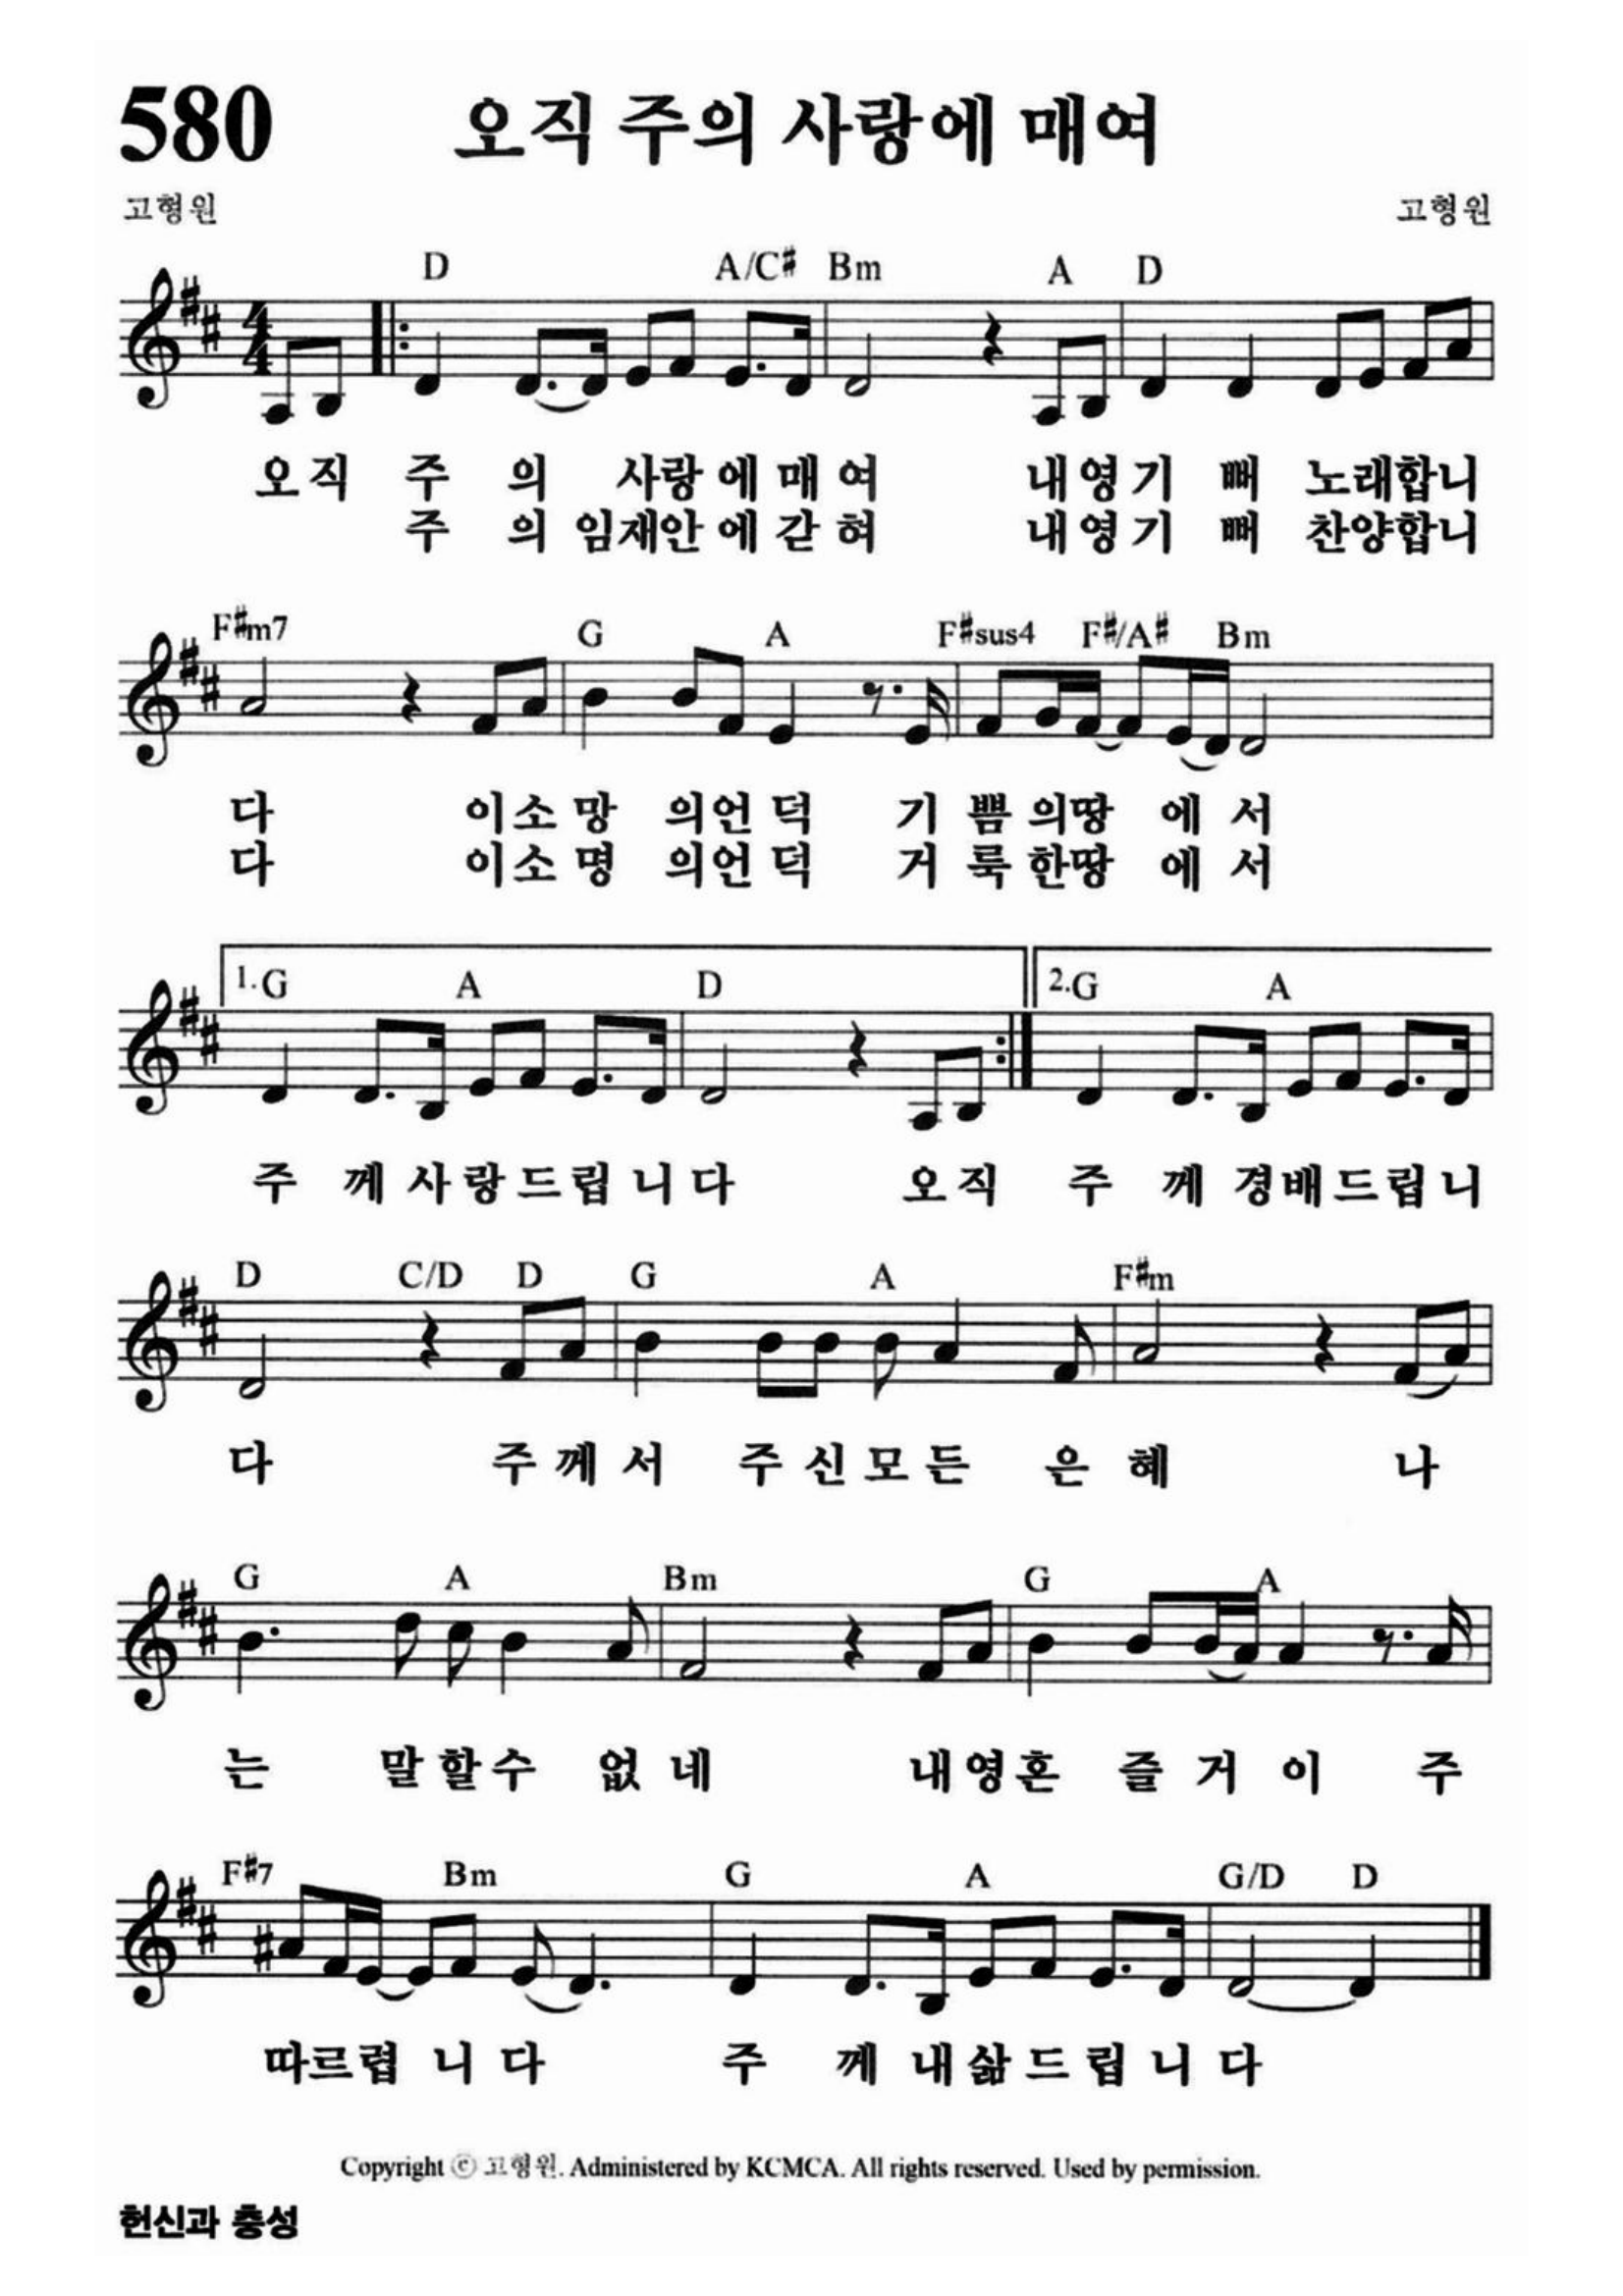 580 오직 주의 사랑에 매여
고형원 고형원
D A/C# Bm A D
4/4
오직 주 의 사랑 에 매 여 내영기 뻐 노래합니
주 의 임재안 에 갇 혀 내영기 뻐 찬양합니
F#m7 G A F#sus4 F#/A# Bm
다 이소 망 의언 덕 기 쁨 의땅 에 서
다 이소 명 의언 덕 거 룩 한땅 에 서
1.G A D 2.G A
주 께 사 랑 드 립 니 다 오 직 주 께 경배드립 니
D C/D D G A F#m
다 주 께 서 주 신 모 든 은 혜 나
G A Bm G A
는 말 할 수 없 네 내 영 혼 즐 거 이 주
F#7 Bm G A G/D D
따르렵 니 다 주 께 내 삶 드 립 니 다
Copyright ⓒ 고형원. Administered by KCMCA. All rights reserved. Used by permission.
헌신과 충성